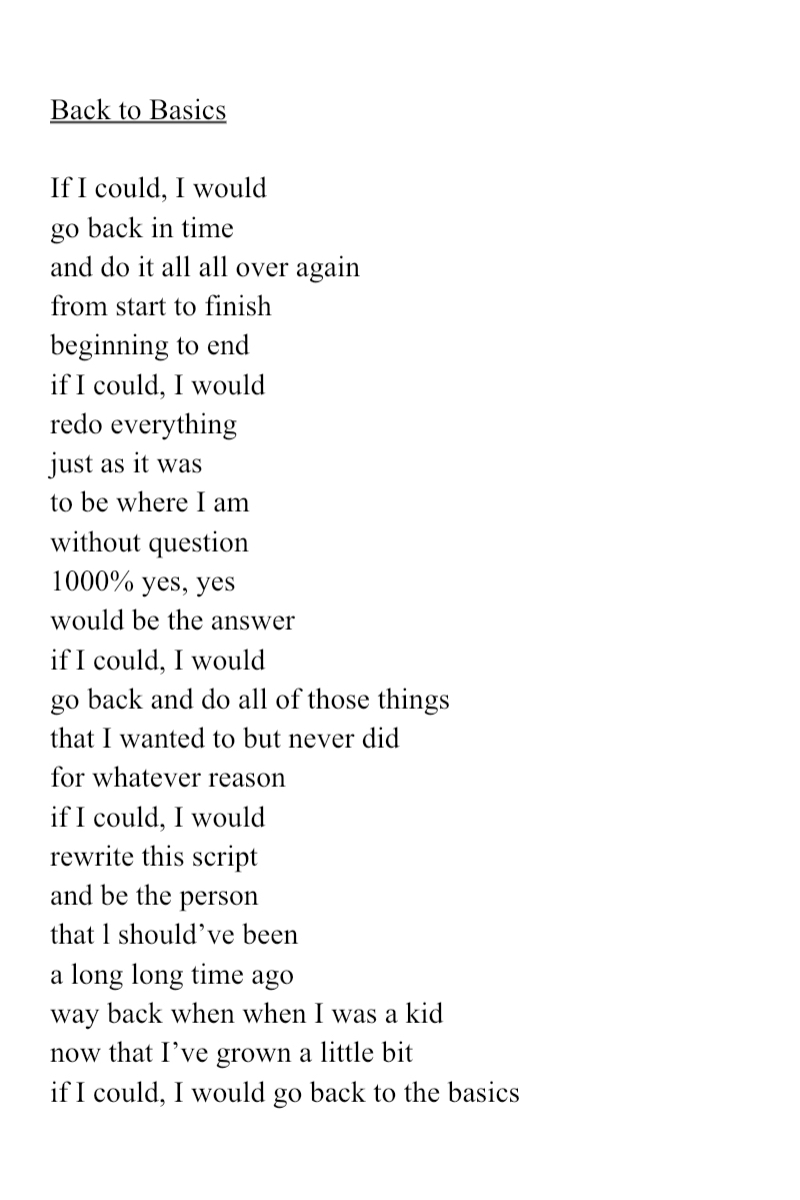 Back to Basics
If I could, I would
go back in time
and do it all all over again
from start to finish
beginning to end
if I could, I would
redo everything
just as it was
to be where I am
without question
1000% yes, yes
would be the answer
if I could, I would
go back and do all of those things
that I wanted to but never did
for whatever reason
if I could, I would
rewrite this script
and be the person
that l should’ve been
a long long time ago
way back when when I was a kid
now that I’ve grown a little bit
if I could, I would go back to the basics